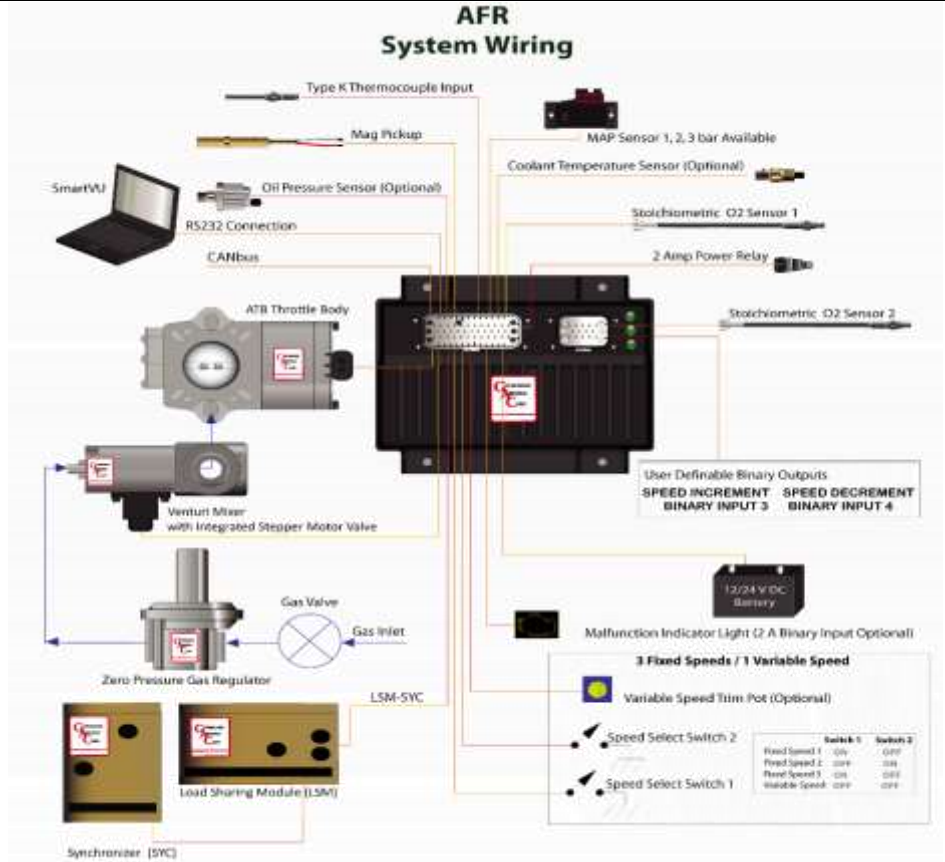 AFR
System Wiring
Type K Thermocouple Input
Mag Pickup
MAP Sensor 1, 2, 3 bar Available
Coolant Temperature Sensor (Optional)
SmartVU
Oil Pressure Sensor (Optional)
Stoichiometric O2 Sensor 1
RS232 Connection
CANbus
2 Amp Power Relay
ATB Throttle Body
Stoichiometric O2 Sensor 2
User Definable Binary Outputs
SPEED INCREMENT SPEED DECREMENT
BINARY INPUT 3 BINARY INPUT 4
Venturi Mixer
with Integrated Stepper Motor Valve
12/24 V DC
Battery
Gas Valve
Gas Inlet
Malfunction Indicator Light (2 A Binary Input Optional)
Zero Pressure Gas Regulator
3 Fixed Speeds / 1 Variable Speed
LSM-SYC
Variable Speed Trim Pot (Optional)
Speed Select Switch 2
Switch 1 Switch 2
Fixed Speed 1 ON OFF
Fixed Speed 2 OFF ON
Fixed Speed 3 ON OFF
Variable Speed OFF OFF
Speed Select Switch 1
Load Sharing Module (LSM)
Synchronizer (SYC)